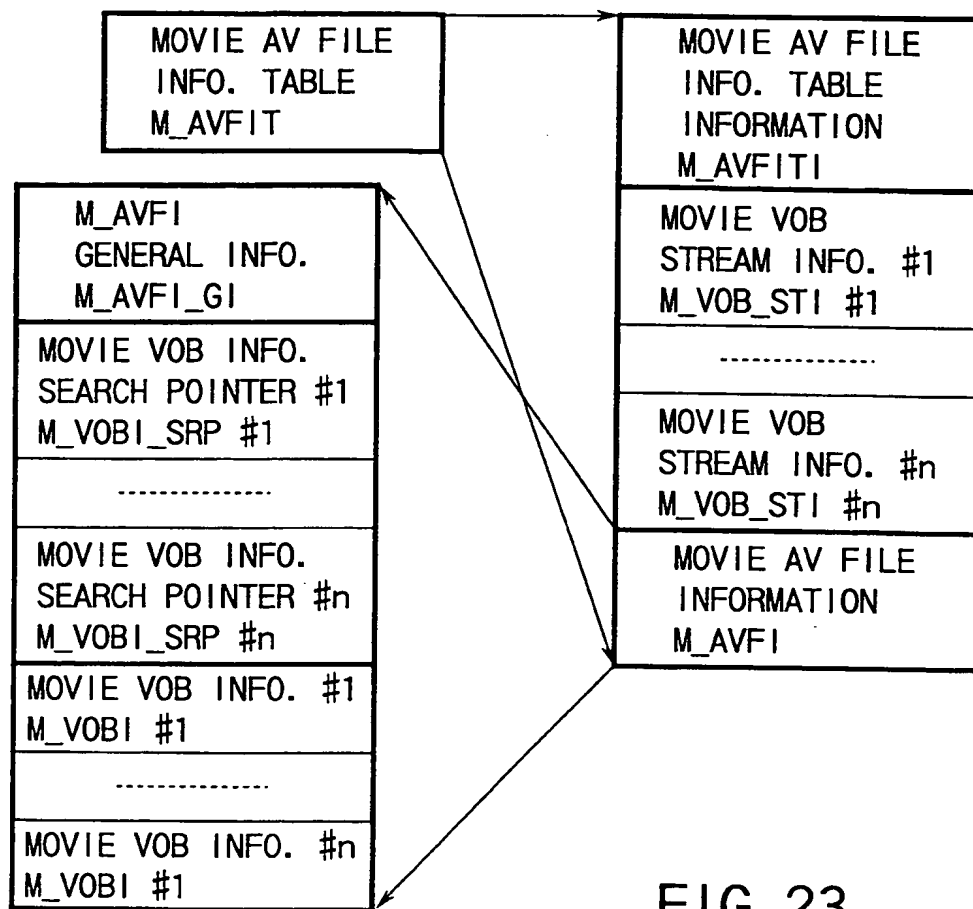 MOVIE AV FILE
INFO. TABLE
M_AVFIT
MOVIE AV FILE
INFO. TABLE
INFORMATION
M_AVFITI
MOVIE VOB
STREAM INFO. #1
M_VOB_STI #1
MOVIE VOB
STREAM INFO. #n
M_VOB_STI #n
MOVIE AV FILE
INFORMATION
M_AVFI
M_AVFI
GENERAL INFO.
M_AVFI_GI
MOVIE VOB INFO.
SEARCH POINTER #1
M_VOBI_SRP #1
MOVIE VOB INFO.
SEARCH POINTER #n
M_VOBI_SRP #n
MOVIE VOB INFO. #1
M_VOBI #1
MOVIE VOB INFO. #n
M_VOBI #1
FIG. 23